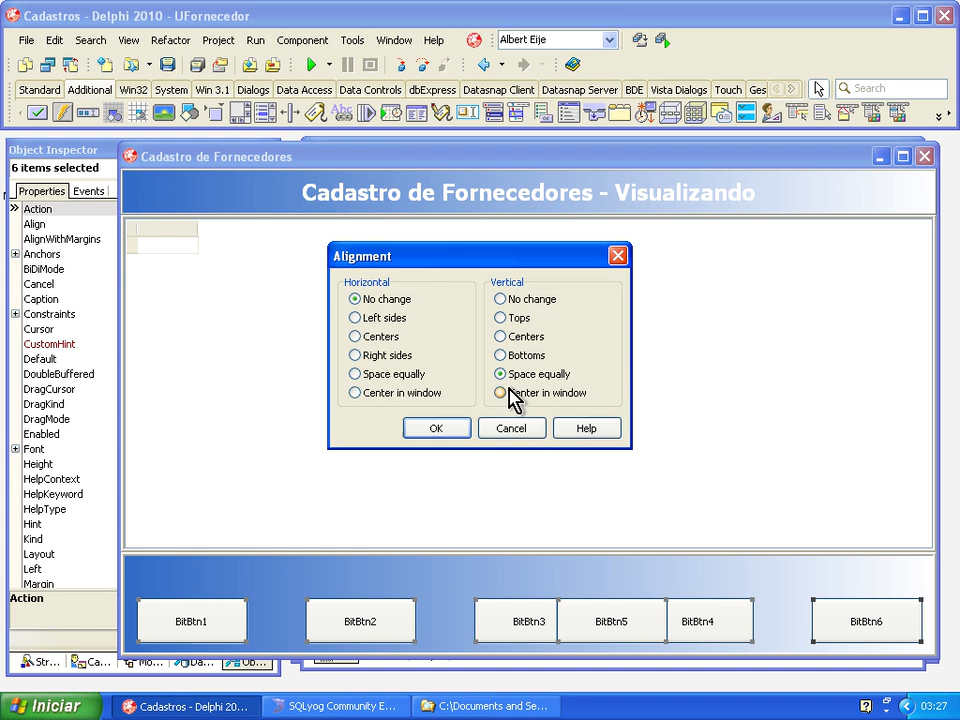 Cadastros - Delphi 2010 - UFornecedor
File Edit Search View Refactor Project Run Component Tools Window Help
Albert Eije
Standard Additional Win32 System Win 3.1 Dialogs Data Access Data Controls dbExpress Datasnap Client Datasnap Server BDE Vista Dialogs Touch Ges
Search
Object Inspector
6 items selected
Properties Events
Action
Align
AlignWithMargins
Anchors
BiDiMode
Cancel
Caption
Constraints
Cursor
CustomHint
Default
DoubleBuffered
DragCursor
DragKind
DragMode
Enabled
Font
Height
HelpContext
HelpKeyword
HelpType
Hint
Kind
Layout
Left
Margin
Action
Str... Ca... Mo... Da... Ob...
Cadastro de Fornecedores
Cadastro de Fornecedores - Visualizando
Alignment
Horizontal
No change
Left sides
Centers
Right sides
Space equally
Center in window
Vertical
No change
Tops
Centers
Bottoms
Space equally
Center in window
OK Cancel Help
BitBtn1 BitBtn2 BitBtn3 BitBtn5 BitBtn4 BitBtn6
Iniciar
Cadastros - Delphi 20...
SQLyog Community E...
C:\Documents and Se...
03:27